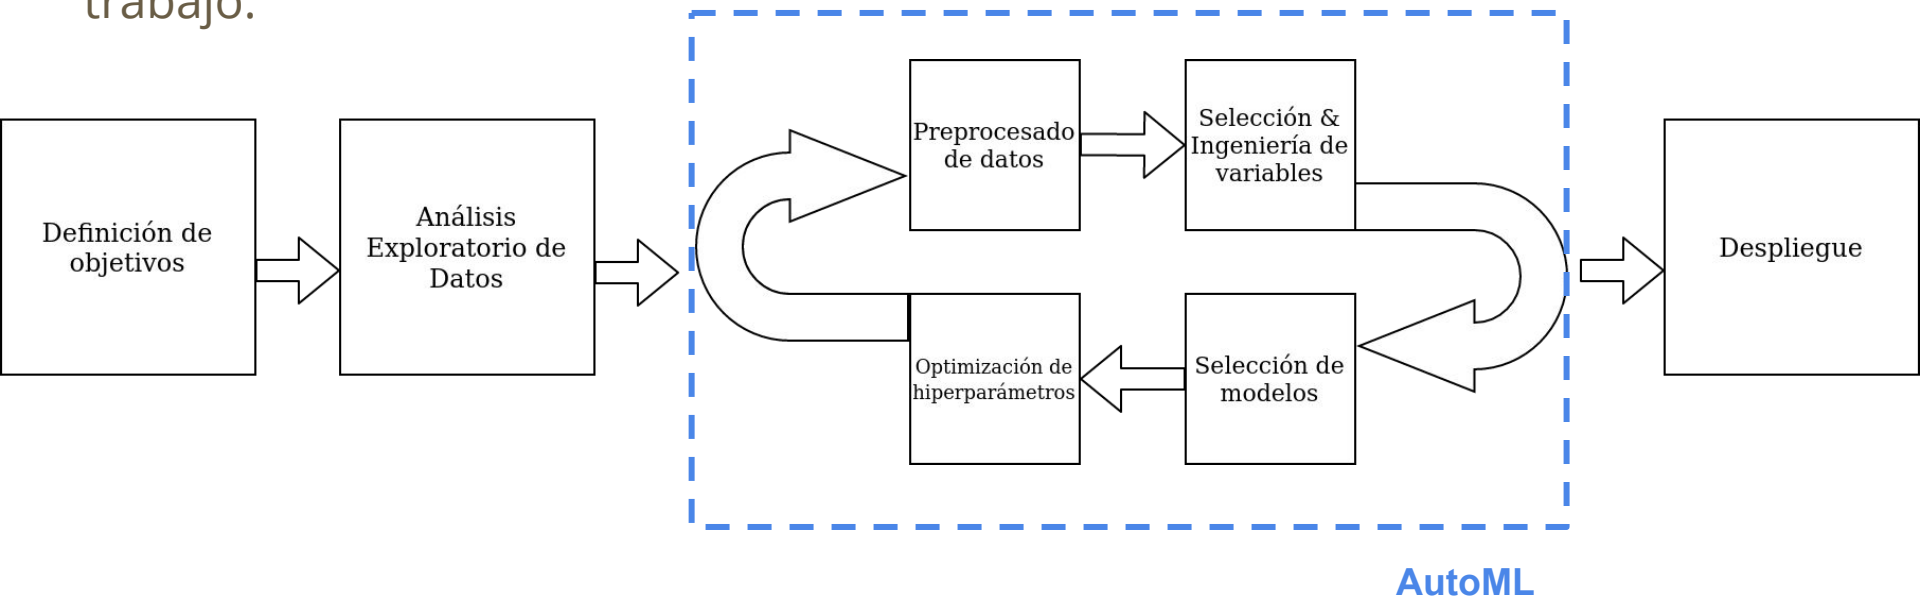 trabajo.
Definición de
objetivos
Análisis
Exploratorio de
Datos
Preprocesado
de datos
Selección &
Ingeniería de
variables
Selección de
modelos
Optimización de
hiperparámetros
Despliegue
AutoML